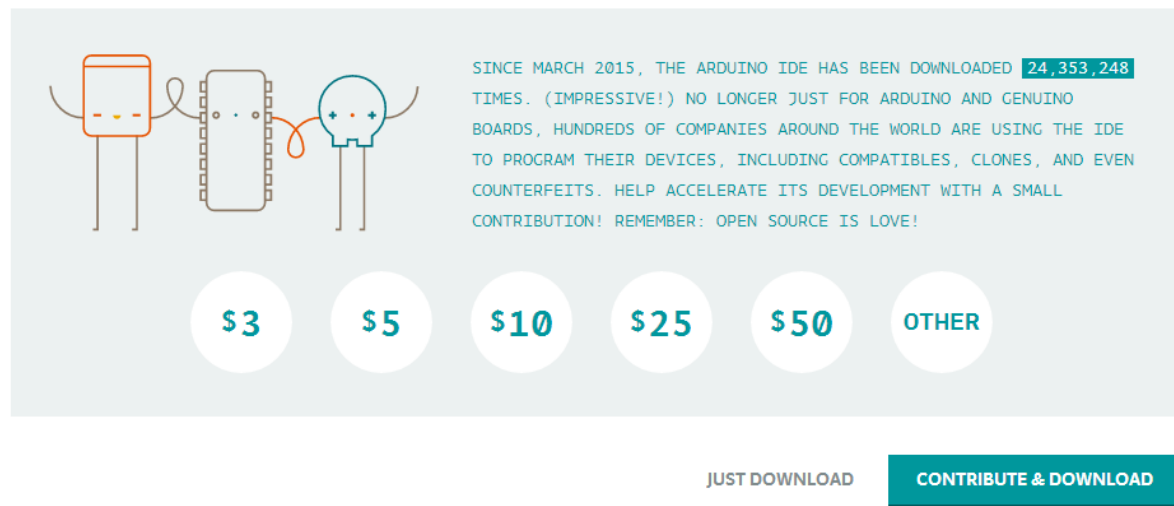 SINCE MARCH 2015, THE ARDUINO IDE HAS BEEN DOWNLOADED 24,353,248
TIMES. (IMPRESSIVE!) NO LONGER JUST FOR ARDUINO AND GENUINO
BOARDS, HUNDREDS OF COMPANIES AROUND THE WORLD ARE USING THE IDE
TO PROGRAM THEIR DEVICES, INCLUDING COMPATIBLES, CLONES, AND EVEN
COUNTERFEITS. HELP ACCELERATE ITS DEVELOPMENT WITH A SMALL
CONTRIBUTION! REMEMBER: OPEN SOURCE IS LOVE!
$3 $5 $10 $25 $50 OTHER
JUST DOWNLOAD CONTRIBUTE & DOWNLOAD